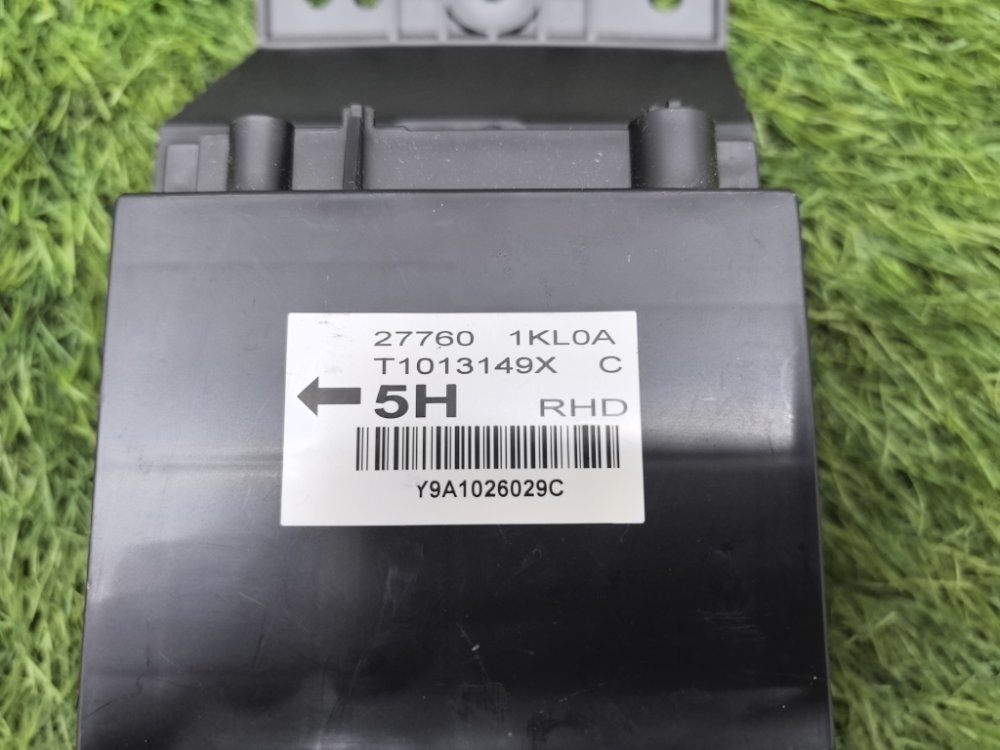 27760 1KL0A
T1013149X C
5H RHD
Y9A1026029C